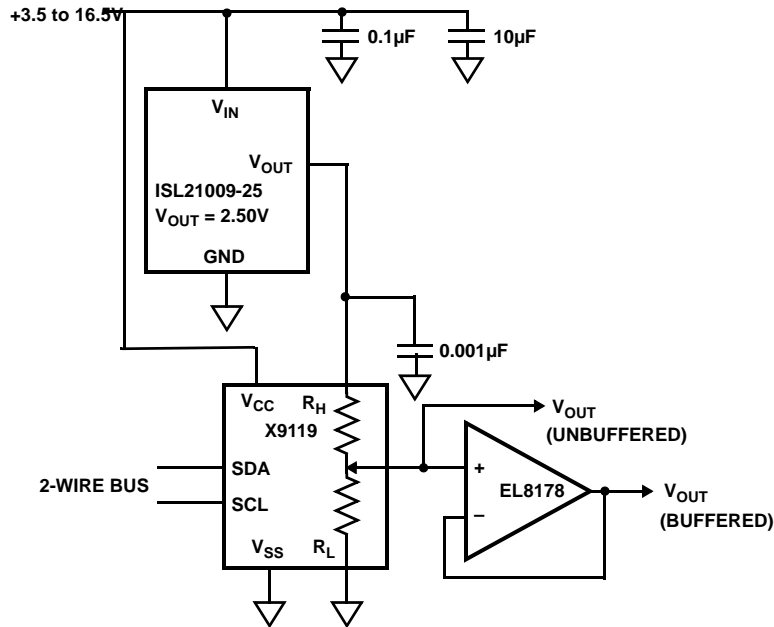 +3.5 to 16.5V
0.1µF
10µF
VIN
VOUT
ISL21009-25
VOUT = 2.50V
GND
0.001µF
VCC
RH
X9119
VOUT
(UNBUFFERED)
2-WIRE BUS
SDA
SCL
+
EL8178
–
VOUT
(BUFFERED)
VSS
RL